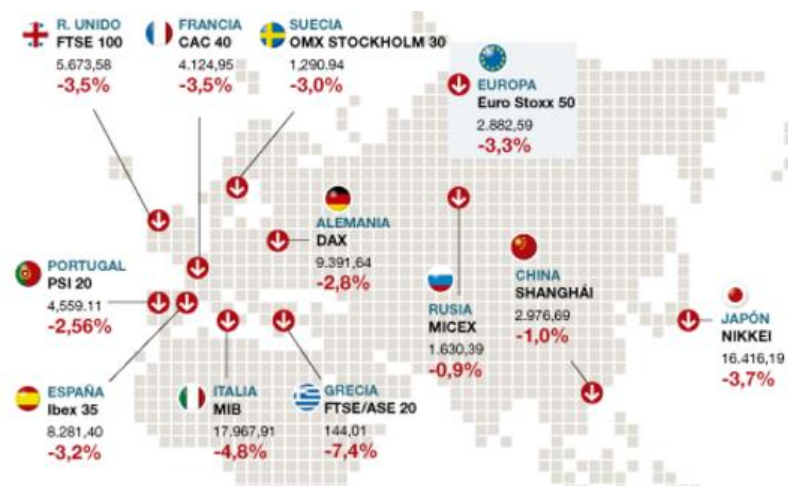 R. UNIDO
FTSE 100
5.673,58
-3,5%
FRANCIA
CAC 40
4.124,95
-3,5%
SUECIA
OMX STOCKHOLM 30
1,290.94
-3,0%
EUROPA
Euro Stoxx 50
2.882,59
-3,3%
ALEMANIA
DAX
9.391,64
-2,8%
PORTUGAL
PSI 20
4,559.11
-2,56%
RUSIA
MICEX
1.630,39
-0,9%
CHINA
SHANGHÁI
2.976,69
-1,0%
JAPÓN
NIKKEI
16.416,19
-3,7%
ESPAÑA
Ibex 35
8.281,40
-3,2%
ITALIA
MIB
17.967,91
-4,8%
GRECIA
FTSE/ASE 20
144,01
-7,4%